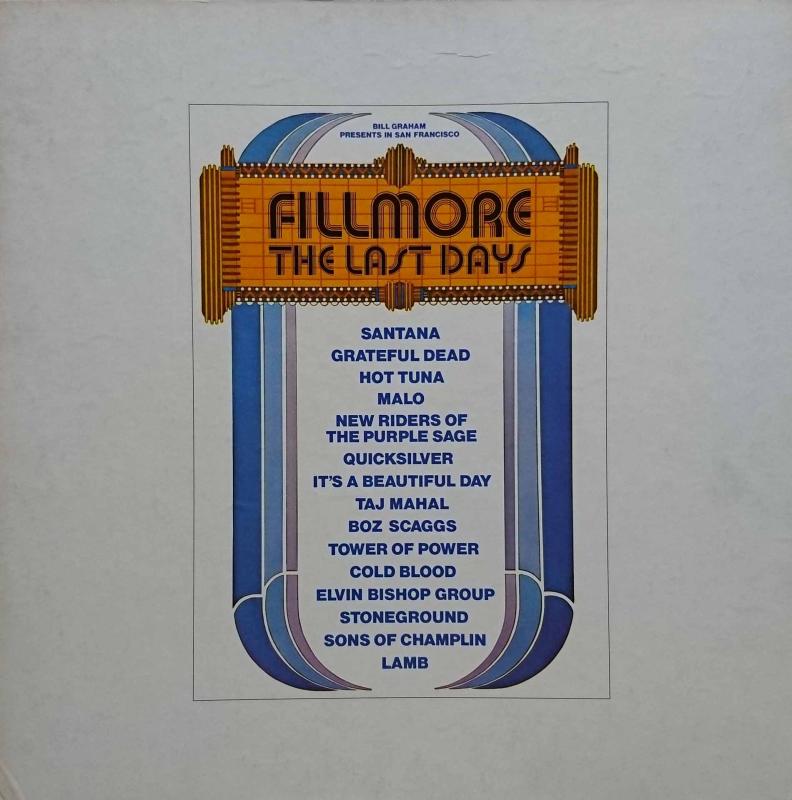 BILL GRAHAM
PRESENTS IN SAN FRANCISCO
FILLMORE
THE LAST DAYS
SANTANA
GRATEFUL DEAD
HOT TUNA
MALO
NEW RIDERS OF
THE PURPLE SAGE
QUICKSILVER
IT'S A BEAUTIFUL DAY
TAJ MAHAL
BOZ SCAGGS
TOWER OF POWER
COLD BLOOD
ELVIN BISHOP GROUP
STONEGROUND
SONS OF CHAMPLIN
LAMB